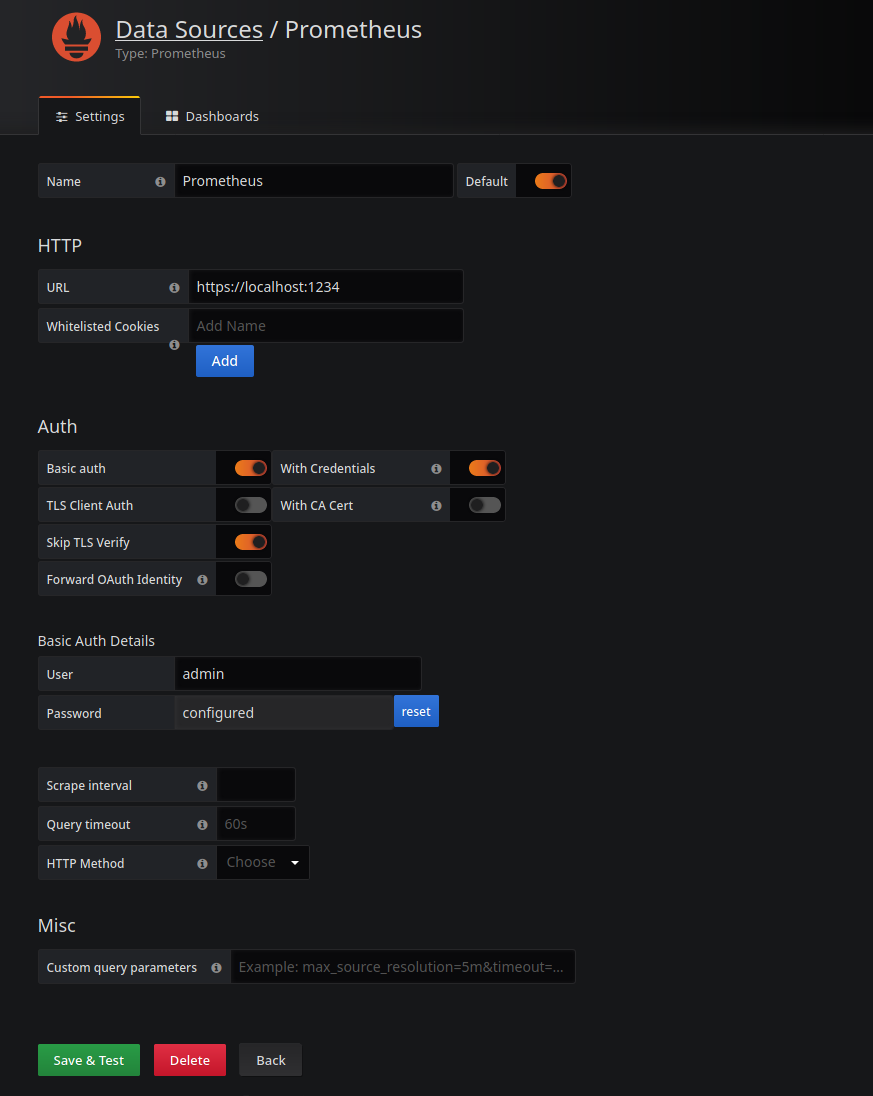 Data Sources / Prometheus
Type: Prometheus
Settings
Dashboards
Name
Prometheus
Default
HTTP
URL
https://localhost:1234
Whitelisted Cookies
Add Name
Add
Auth
Basic auth
With Credentials
TLS Client Auth
With CA Cert
Skip TLS Verify
Forward OAuth Identity
Basic Auth Details
User
admin
Password
configured
reset
Scrape interval
Query timeout
60s
HTTP Method
Choose
Misc
Custom query parameters
Example: max_source_resolution=5m&timeout=...
Save & Test
Delete
Back